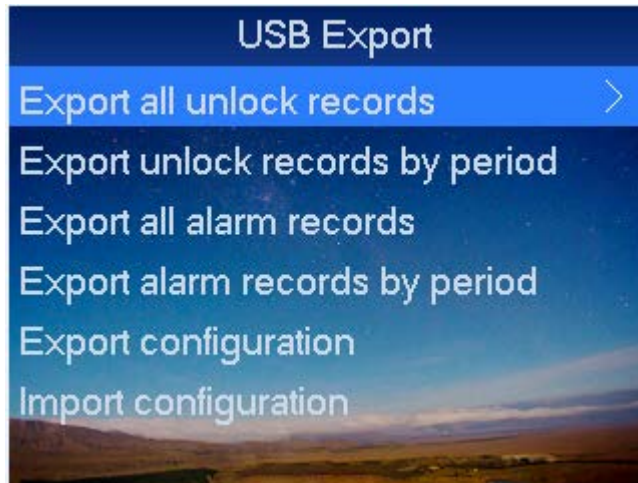 USB Export
Export all unlock records
Export unlock records by period
Export all alarm records
Export alarm records by period
Export configuration
Import configuration